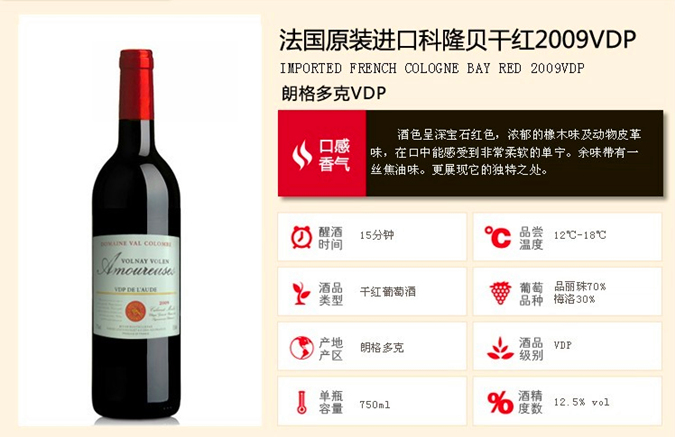 法国原装进口科隆贝干红2009VDP
IMPORTED FRENCH COLOGNE BAY RED 2009VDP
朗格多克VDP
口感
香气
酒色呈深宝石红色，浓郁的橡木味及动物皮革
味，在口中能感受到非常柔软的单宁。余味带有一
丝焦油味。更展现它的独特之处。
醒酒
时间
15分钟
℃
品尝
温度
12℃-18℃
酒品
类型
干红葡萄酒
葡萄
品种
品丽珠70%
梅洛30%
产地
产区
朗格多克
酒品
级别
VDP
单瓶
容量
750ml
%
酒精
度数
12.5% vol
DOMAINE VAL COLOMBE
VOLNAY VOLEN
Amoureuses
VDP DE L'AUDE
2009